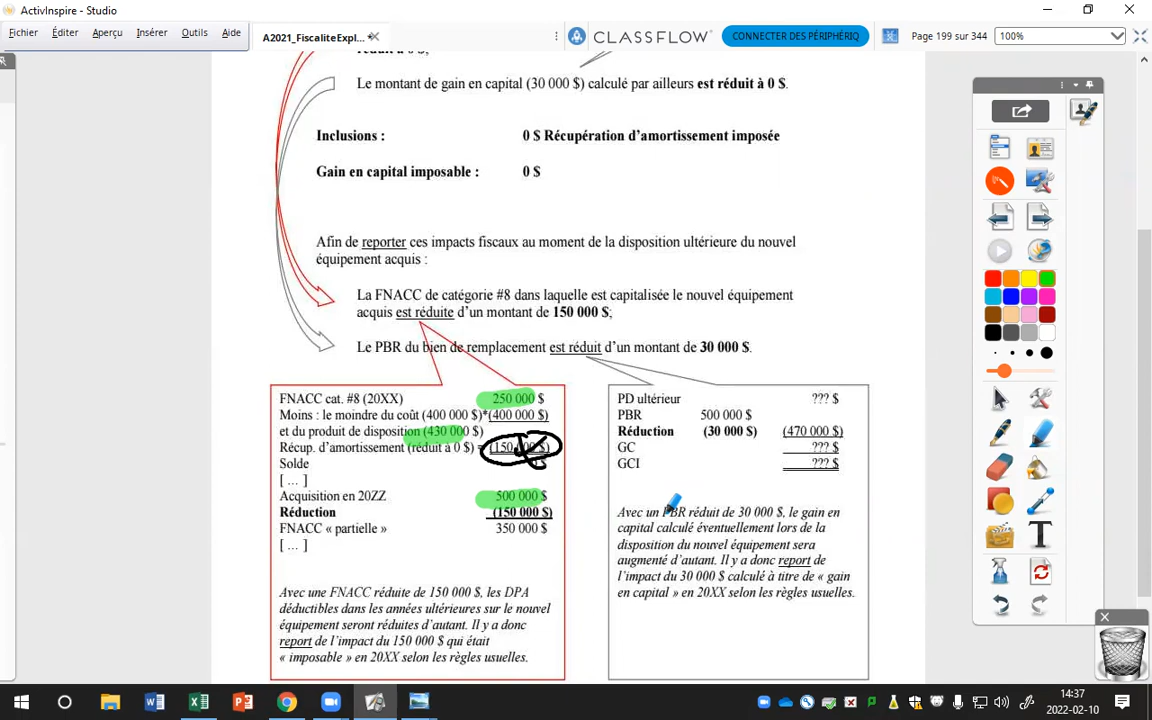 ActivInspire - Studio
Fichier Éditer Aperçu Insérer Outils Aide
A2021_FiscaliteExpl...
CLASSFLOW
CONNECTER DES PÉRIPHÉRIQ
Page 199 sur 344
100%
réduit à 0 $;
Le montant de gain en capital (30 000 $) calculé par ailleurs est réduit à 0 $.
Inclusions : 0 $ Récupération d'amortissement imposée
Gain en capital imposable : 0 $
Afin de reporter ces impacts fiscaux au moment de la disposition ultérieure du nouvel
équipement acquis :
La FNACC de catégorie #8 dans laquelle est capitalisée le nouvel équipement
acquis est réduite d'un montant de 150 000 $;
Le PBR du bien de remplacement est réduit d'un montant de 30 000 $.
FNACC cat. #8 (20XX) 250 000 $
Moins : le moindre du coût (400 000 $)*(400 000 $)
et du produit de disposition (430 000 $)
Récup. d'amortissement (réduit à 0 $) =
Solde
[ ... ]
Acquisition en 20ZZ 500 000 $
Réduction (150 000 $)
FNACC « partielle » 350 000 $
[ ... ]
Avec une FNACC réduite de 150 000 $, les DPA
déductibles dans les années ultérieures sur le nouvel
équipement seront réduites d'autant. Il y a donc
report de l'impact du 150 000 $ qui était
« imposable » en 20XX selon les règles usuelles.
PD ultérieur ??? $
PBR 500 000 $
Réduction (30 000 $) (470 000 $)
GC ??? $
GCI ??? $
Avec un PBR réduit de 30 000 $, le gain en
capital calculé éventuellement lors de la
disposition du nouvel équipement sera
augmenté d'autant. Il y a donc report de
l'impact du 30 000 $ calculé à titre de « gain
en capital » en 20XX selon les règles usuelles.
14:37
2022-02-10